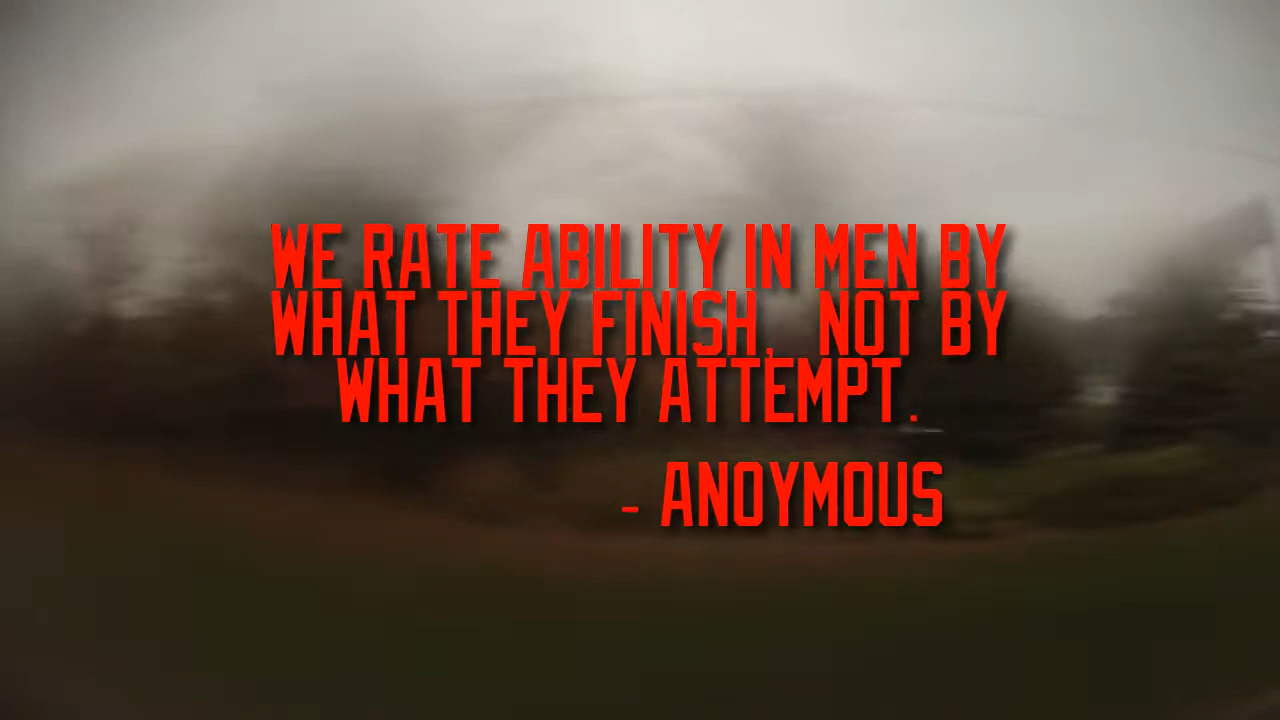 WE RATE ABILITY IN MEN BY
WHAT THEY FINISH, NOT BY
WHAT THEY ATTEMPT.
- ANOYMOUS